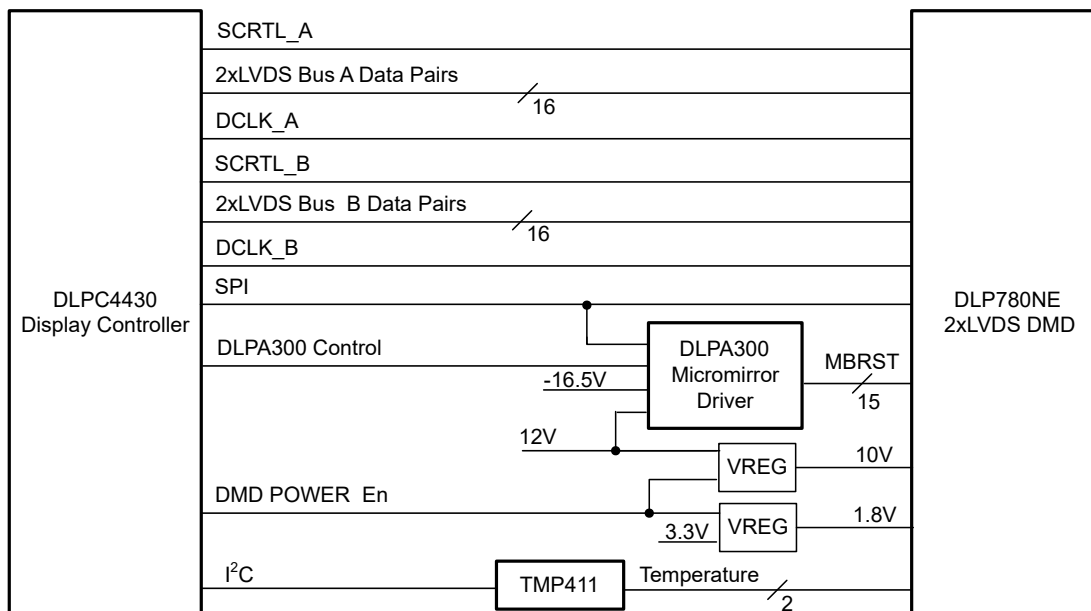 SCRTL_A
2xLVDS Bus A Data Pairs
16
DCLK_A
SCRTL_B
2xLVDS Bus B Data Pairs
16
DCLK_B
SPI
DLPC4430
Display Controller
DLP780NE
2xLVDS DMD
DLPA300 Control
DLPA300
Micromirror
Driver
MBRST
15
-16.5V
12V
VREG
10V
DMD POWER En
3.3V
VREG
1.8V
I²C
TMP411
Temperature
2